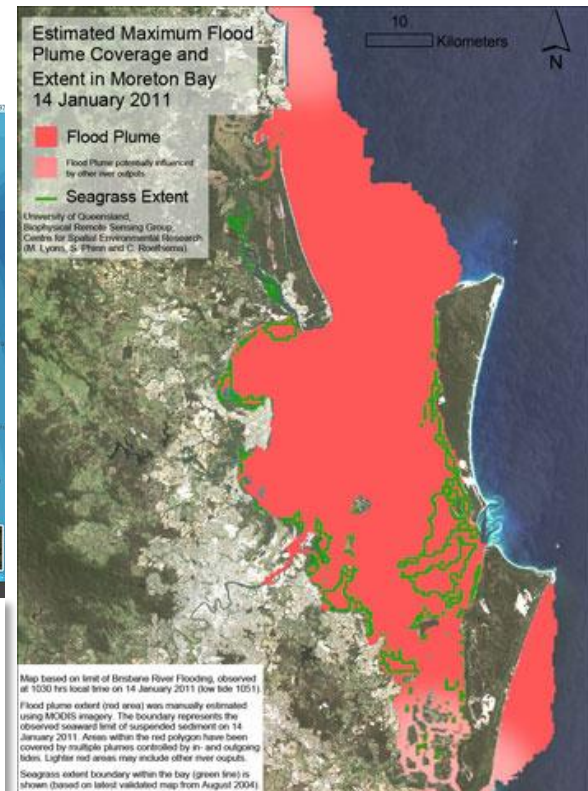 Estimated Maximum Flood
Plume Coverage and
Extent in Moreton Bay
14 January 2011
Flood Plume
Flood Plume potentially influenced
by other river outputs
Seagrass Extent
University of Queensland,
Biophysical Remote Sensing Group,
Centre for Spatial Environmental Research
(M. Lyons, S. Phinn and C. Roelfsema)
10
Kilometers
N
Map based on limit of Brisbane River Flooding, observed
at 1030 hrs local time on 14 January 2011 (low tide 1051).
Flood plume extent (red area) was manually estimated
using MODIS imagery. The boundary represents the
observed seaward limit of suspended sediment on 14
January 2011. Areas within the red polygon have been
covered by multiple plumes controlled by in- and outgoing
tides. Lighter red areas may include other river ouputs.
Seagrass extent boundary within the bay (green line) is
shown (based on latest validated map from August 2004)